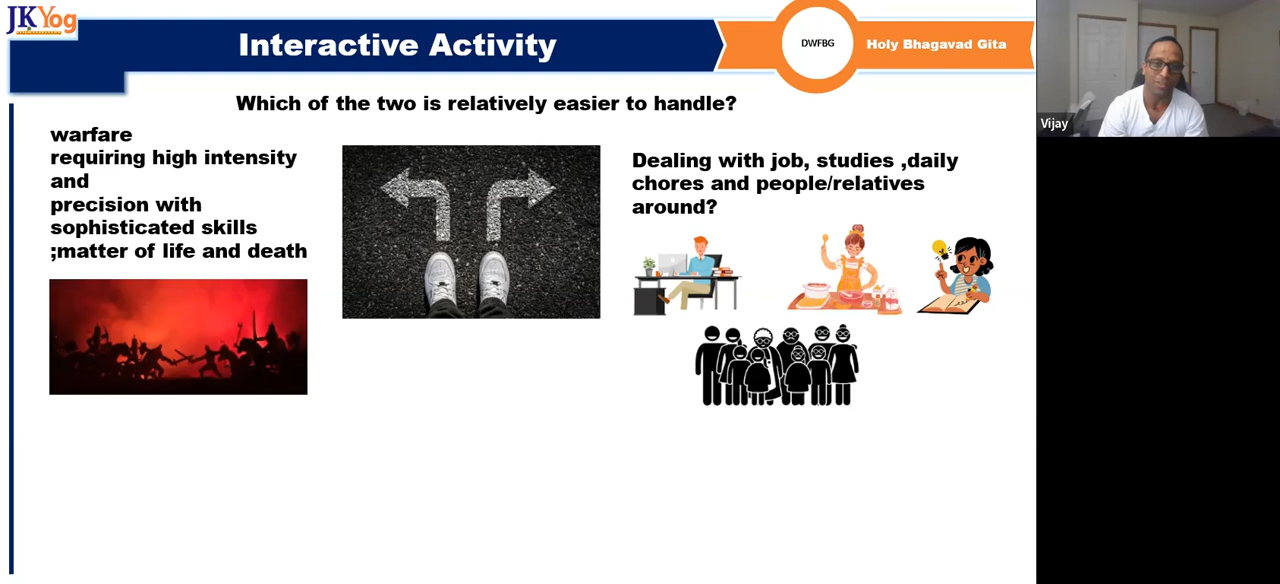 JKYog
Interactive Activity
DWFBG
Holy Bhagavad Gita
Which of the two is relatively easier to handle?
warfare
requiring high intensity
and
precision with
sophisticated skills
;matter of life and death
Dealing with job, studies ,daily
chores and people/relatives
around?
Vijay